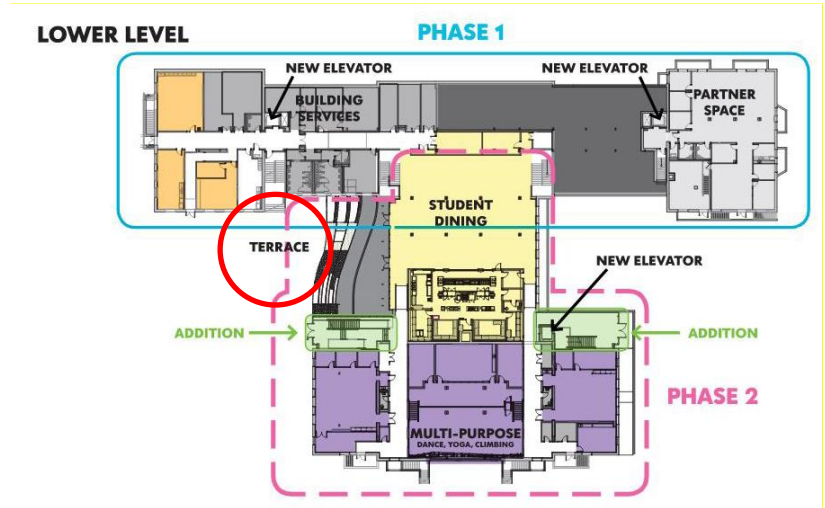 LOWER LEVEL
PHASE 1
NEW ELEVATOR
NEW ELEVATOR
BUILDING
SERVICES
PARTNER
SPACE
STUDENT
DINING
TERRACE
NEW ELEVATOR
ADDITION
ADDITION
PHASE 2
MULTI-PURPOSE
DANCE, YOGA, CLIMBING